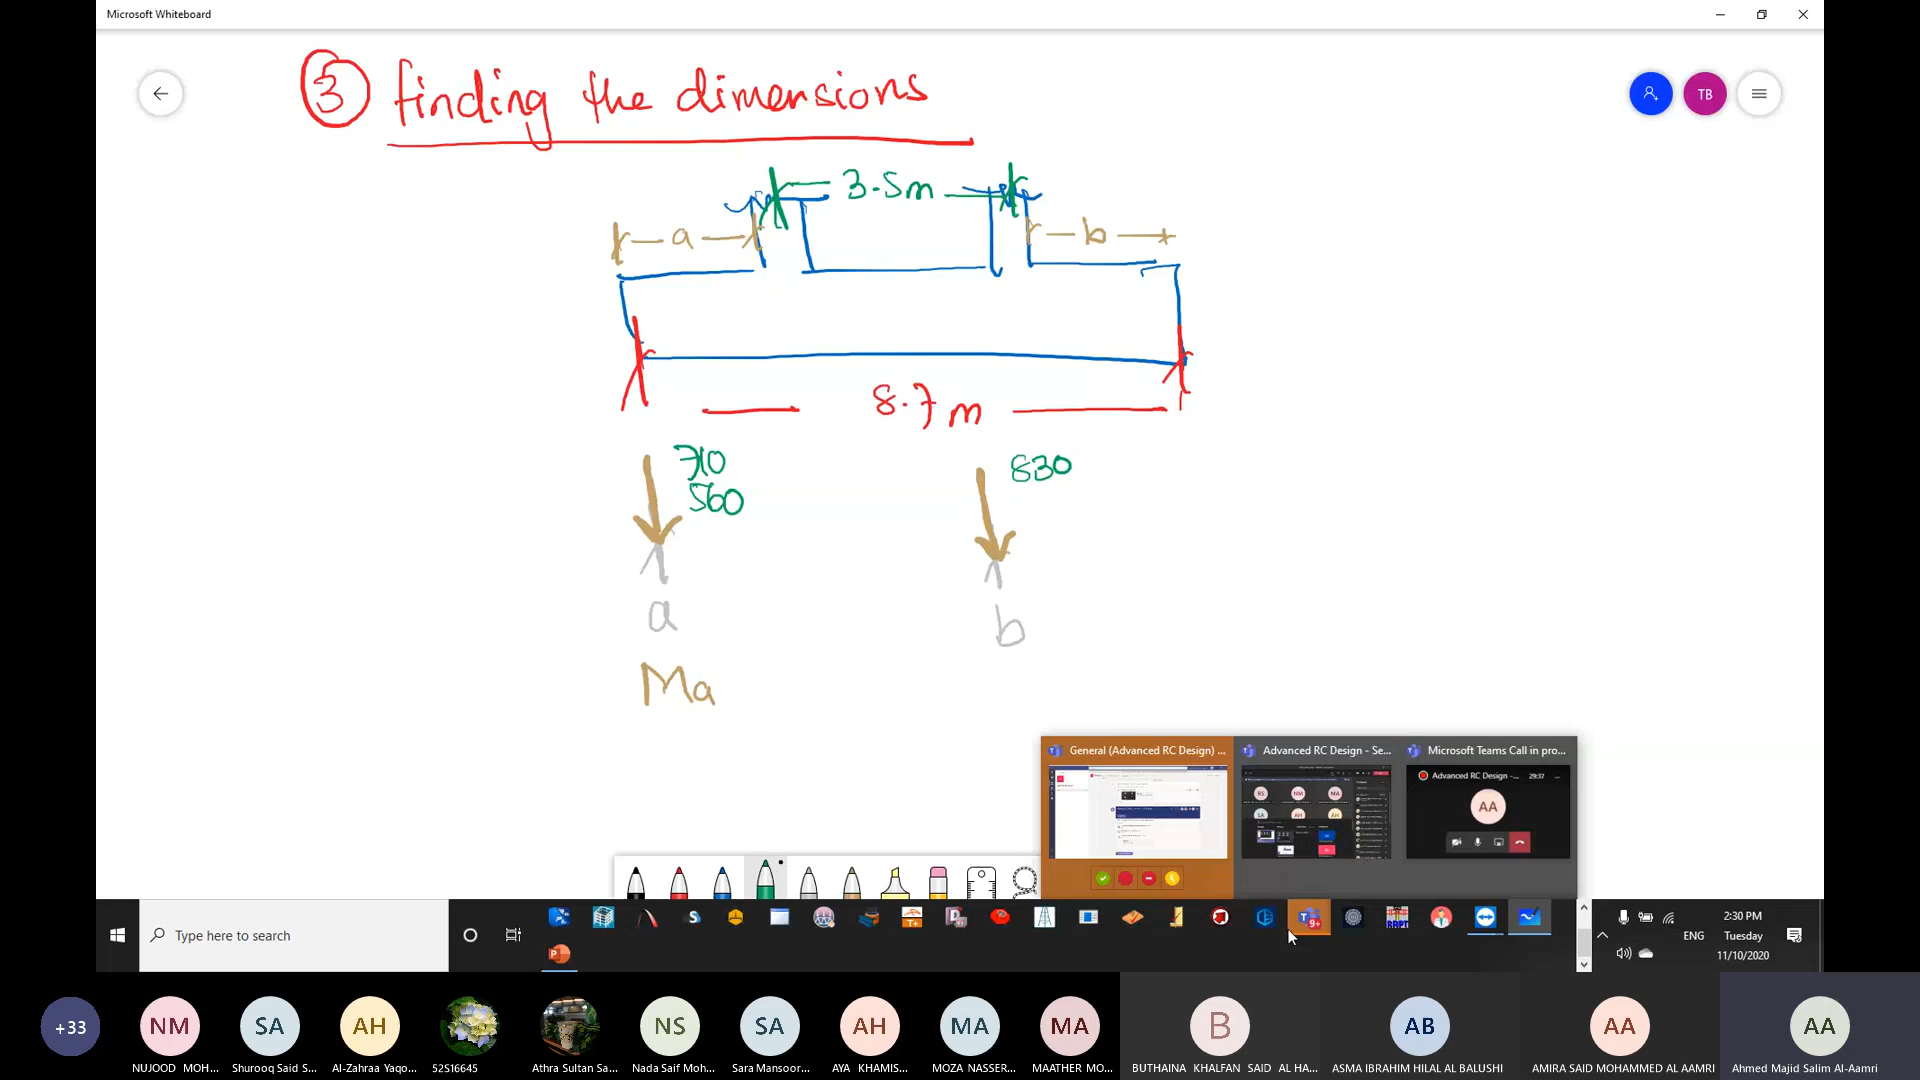 Microsoft Whiteboard
③ finding the dimensions
TB
3.5m
a
b
8.7 m
710
560
830
a
b
Ma
General (Advanced RC Design) ...
Advanced RC Design - Se...
Microsoft Teams Call in pro...
Advanced RC Design -...
29:37
AA
Type here to search
9+
ENG
2:30 PM
Tuesday
11/10/2020
+33
NM
SA
AH
NS
SA
AH
MA
MA
B
AB
AA
AA
NUJOOD MOH...
Shurooq Said S...
Al-Zahraa Yaqo...
52S16645
Athra Sultan Sa...
Nada Saif Moh...
Sara Mansoor...
AYA KHAMIS...
MOZA NASSER...
MAATHER MO...
BUTHAINA KHALFAN SAID AL HA...
ASMA IBRAHIM HILAL AL BALUSHI
AMIRA SAID MOHAMMED AL AAMRI
Ahmed Majid Salim Al-Aamri